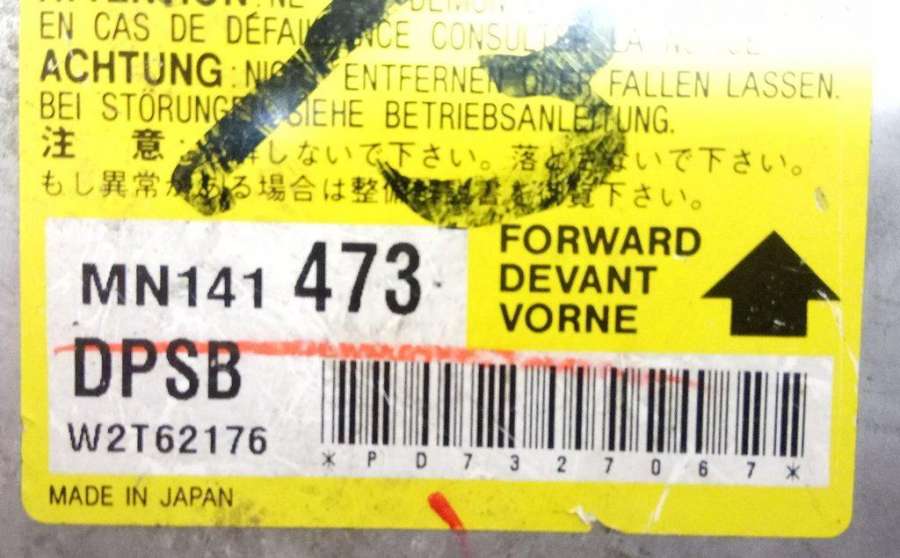 EN CAS DE CONSULTER LA
ACHTUNG: ENTFERNEN ODER FALLEN LASSEN.
BEI STÖRUNGEN SIEHE BETRIEBSANLEITUNG.
注 意: しないで下さい。落とさないで下さい。
もし異常がある場合は整備 下さい。
MN141 473
FORWARD
DEVANT
VORNE
DPSB
W2T62176
*PD7327067*
MADE IN JAPAN